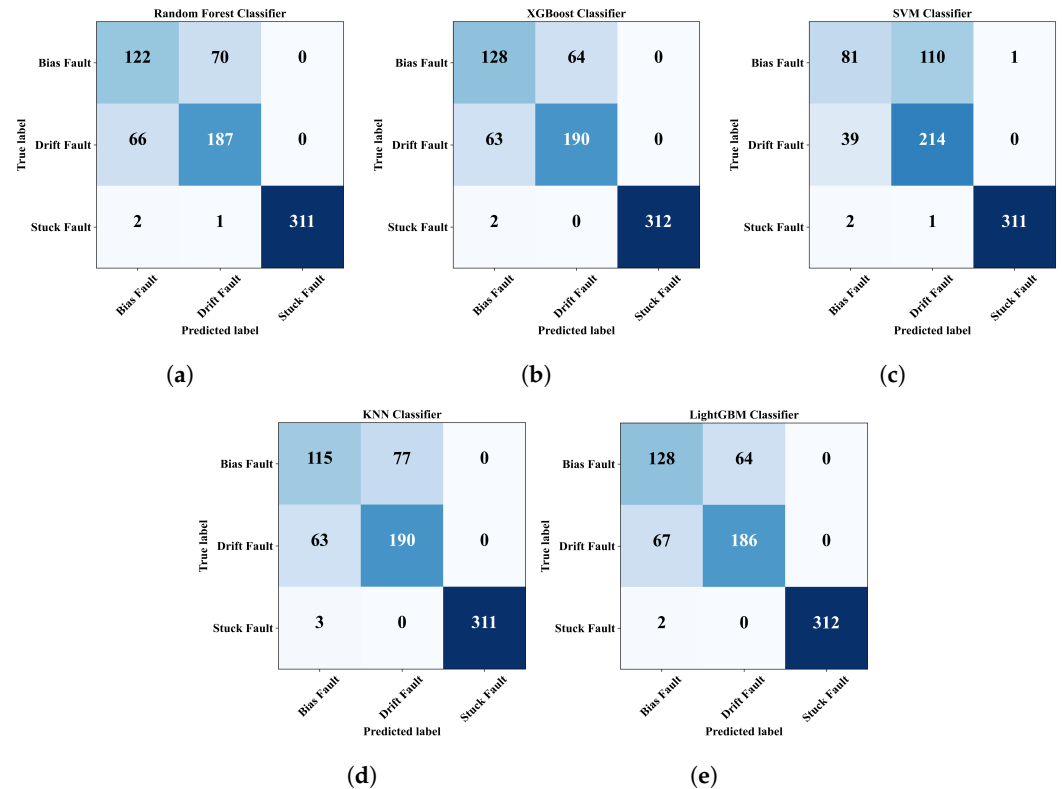 Random Forest Classifier
True label
Bias Fault 122 70 0
Drift Fault 66 187 0
Stuck Fault 2 1 311
Bias Fault Drift Fault Stuck Fault
Predicted label
(a)
XGBoost Classifier
True label
Bias Fault 128 64 0
Drift Fault 63 190 0
Stuck Fault 2 0 312
Bias Fault Drift Fault Stuck Fault
Predicted label
(b)
SVM Classifier
True label
Bias Fault 81 110 1
Drift Fault 39 214 0
Stuck Fault 2 1 311
Bias Fault Drift Fault Stuck Fault
Predicted label
(c)
KNN Classifier
True label
Bias Fault 115 77 0
Drift Fault 63 190 0
Stuck Fault 3 0 311
Bias Fault Drift Fault Stuck Fault
Predicted label
(d)
LightGBM Classifier
True label
Bias Fault 128 64 0
Drift Fault 67 186 0
Stuck Fault 2 0 312
Bias Fault Drift Fault Stuck Fault
Predicted label
(e)